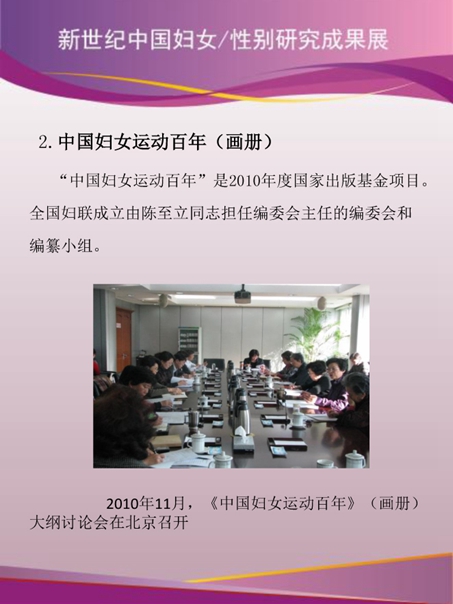 新世纪中国妇女/性别研究成果展
2.中国妇女运动百年（画册）
“中国妇女运动百年”是2010年度国家出版基金项目。
全国妇联成立由陈至立同志担任编委会主任的编委会和
编纂小组。
2010年11月，《中国妇女运动百年》（画册）
大纲讨论会在北京召开